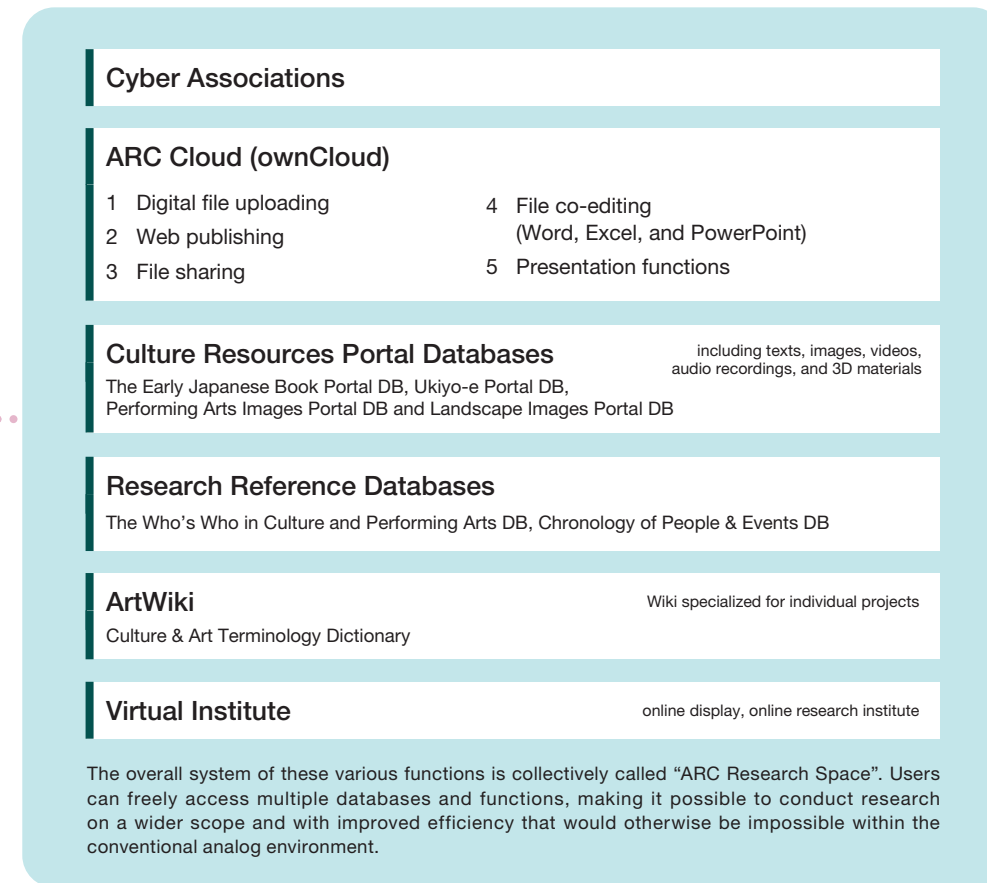 Cyber Associations
ARC Cloud (ownCloud)
1 Digital file uploading
2 Web publishing
3 File sharing
4 File co-editing
(Word, Excel, and PowerPoint)
5 Presentation functions
Culture Resources Portal Databases
including texts, images, videos,
audio recordings, and 3D materials
The Early Japanese Book Portal DB, Ukiyo-e Portal DB,
Performing Arts Images Portal DB and Landscape Images Portal DB
Research Reference Databases
The Who’s Who in Culture and Performing Arts DB, Chronology of People & Events DB
ArtWiki
Wiki specialized for individual projects
Culture & Art Terminology Dictionary
Virtual Institute
online display, online research institute
The overall system of these various functions is collectively called “ARC Research Space”. Users
can freely access multiple databases and functions, making it possible to conduct research
on a wider scope and with improved efficiency that would otherwise be impossible within the
conventional analog environment.